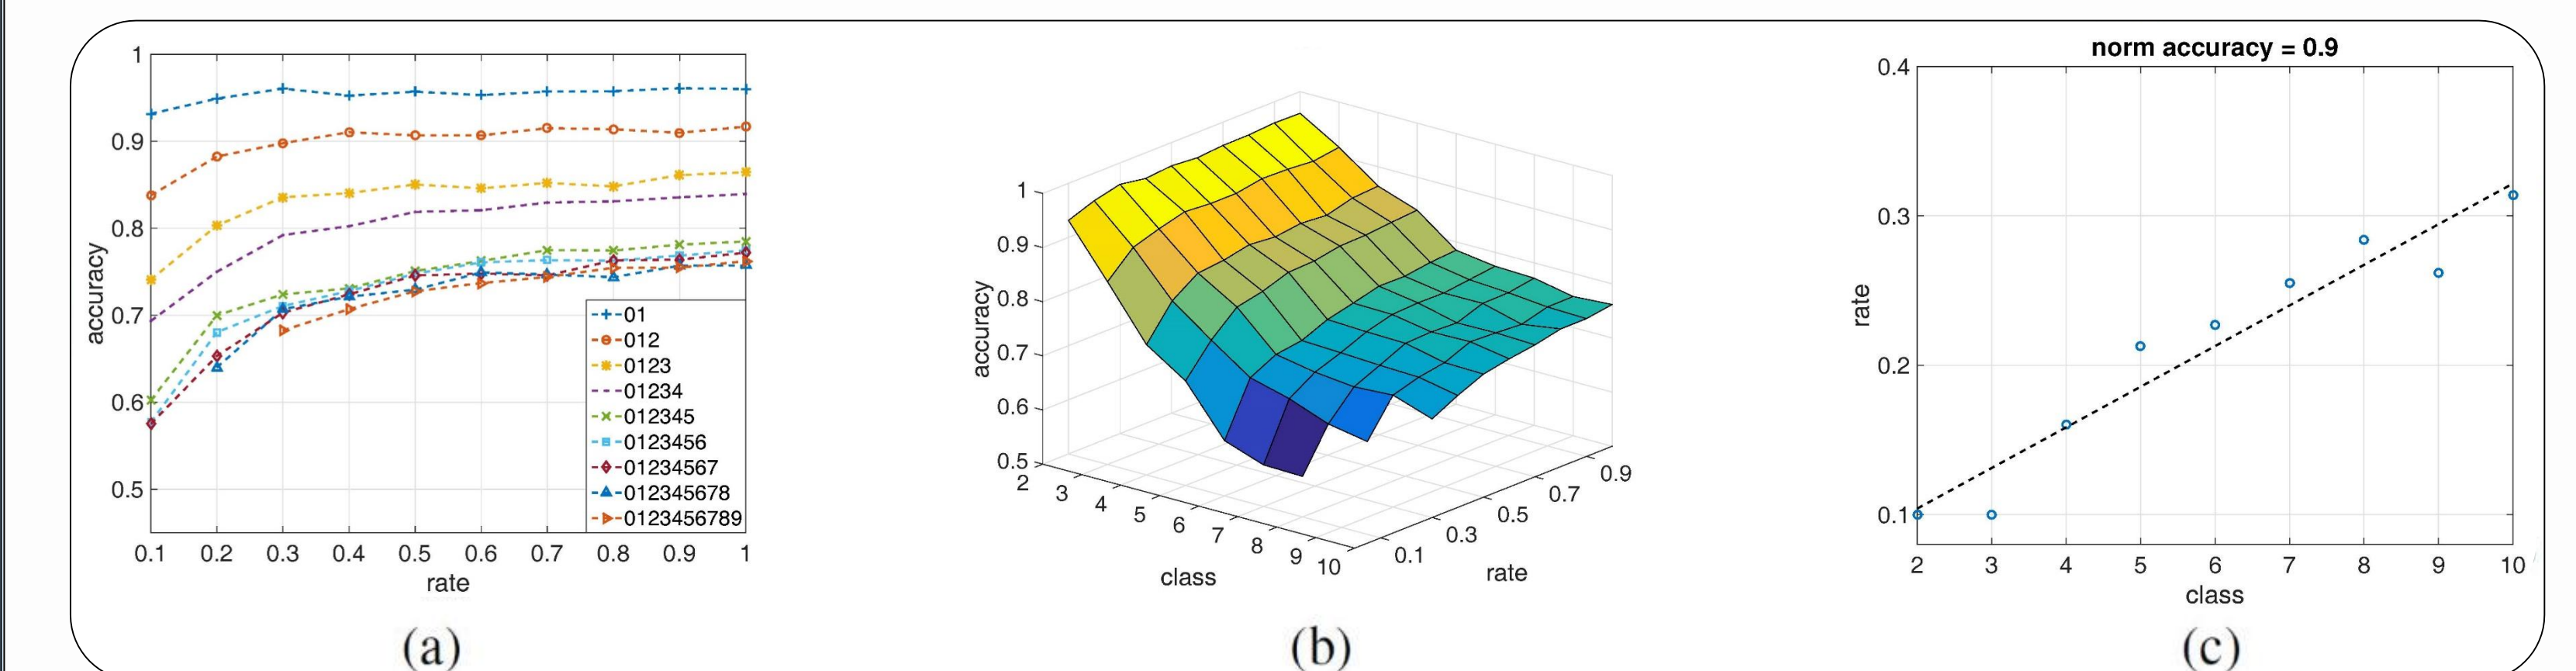 1
0.9
0.8
0.7
0.6
0.5
accuracy
0.1 0.2 0.3 0.4 0.5 0.6 0.7 0.8 0.9 1
rate
01
012
0123
01234
012345
0123456
01234567
012345678
0123456789
(a)
1
0.9
0.8
0.7
0.6
0.5
accuracy
2 3 4 5 6 7 8 9 10
class
0.1 0.3 0.5 0.7 0.9
rate
(b)
norm accuracy = 0.9
0.4
0.3
0.2
0.1
rate
2 3 4 5 6 7 8 9 10
class
(c)